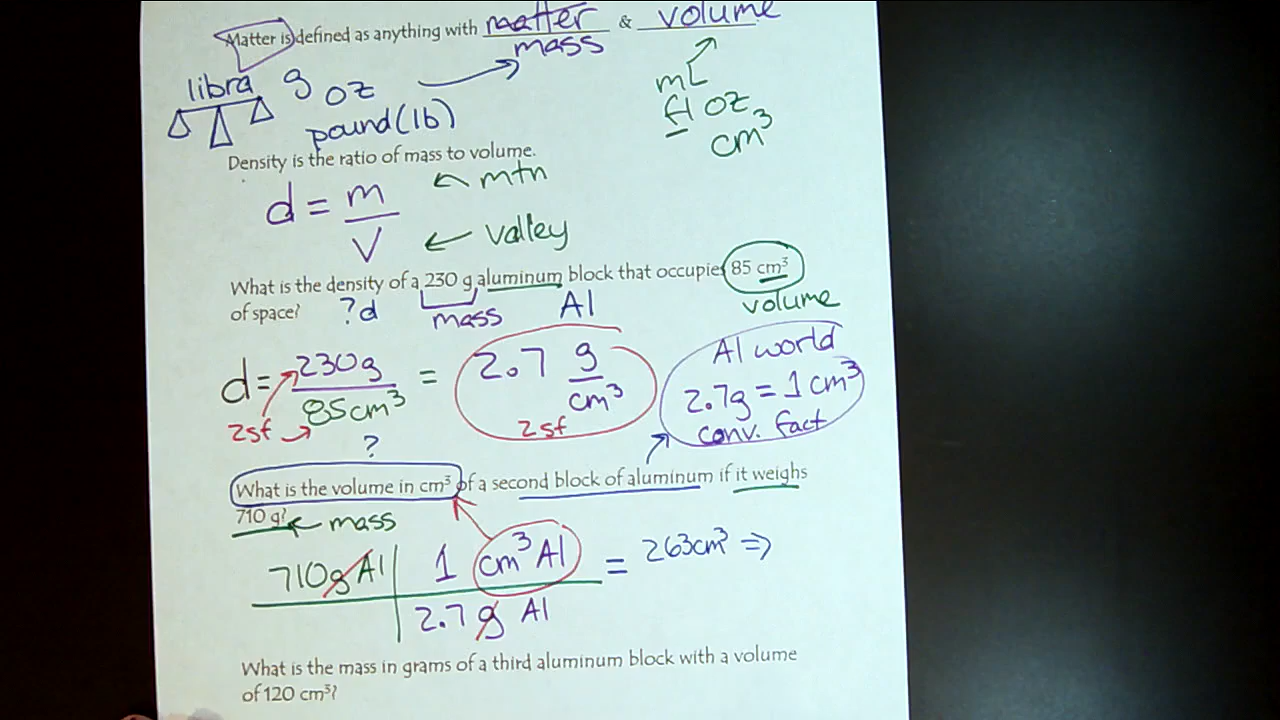 Matter is defined as anything with matter & volume
mass
libra g oz
pound (lb)
mL
fl oz
cm³
Density is the ratio of mass to volume.
d = m/V
← mtn
← valley
What is the density of a 230 g aluminum block that occupies 85 cm³
of space? ?d mass Al volume
d = 230g/85cm³ = 2.7 g/cm³
2sf 2sf
Al world
2.7g = 1 cm³
conv. fact
?
What is the volume in cm³ of a second block of aluminum if it weighs
710 g? ← mass
710g Al | 1 cm³ Al = 263cm³ ⇒
2.7 g Al
What is the mass in grams of a third aluminum block with a volume
of 120 cm³?